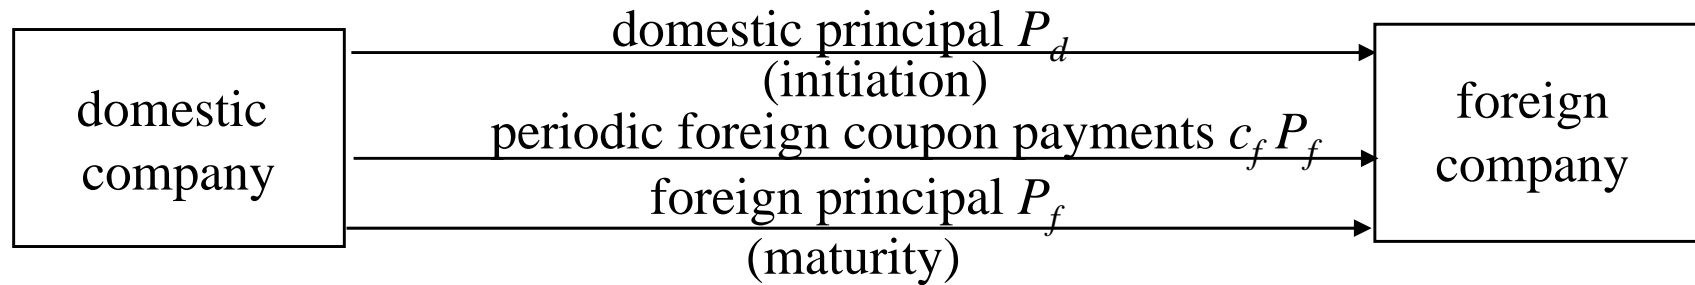 domestic
company
domestic principal P_d
(initiation)
periodic foreign coupon payments c_f P_f
foreign principal P_f
(maturity)
foreign
company